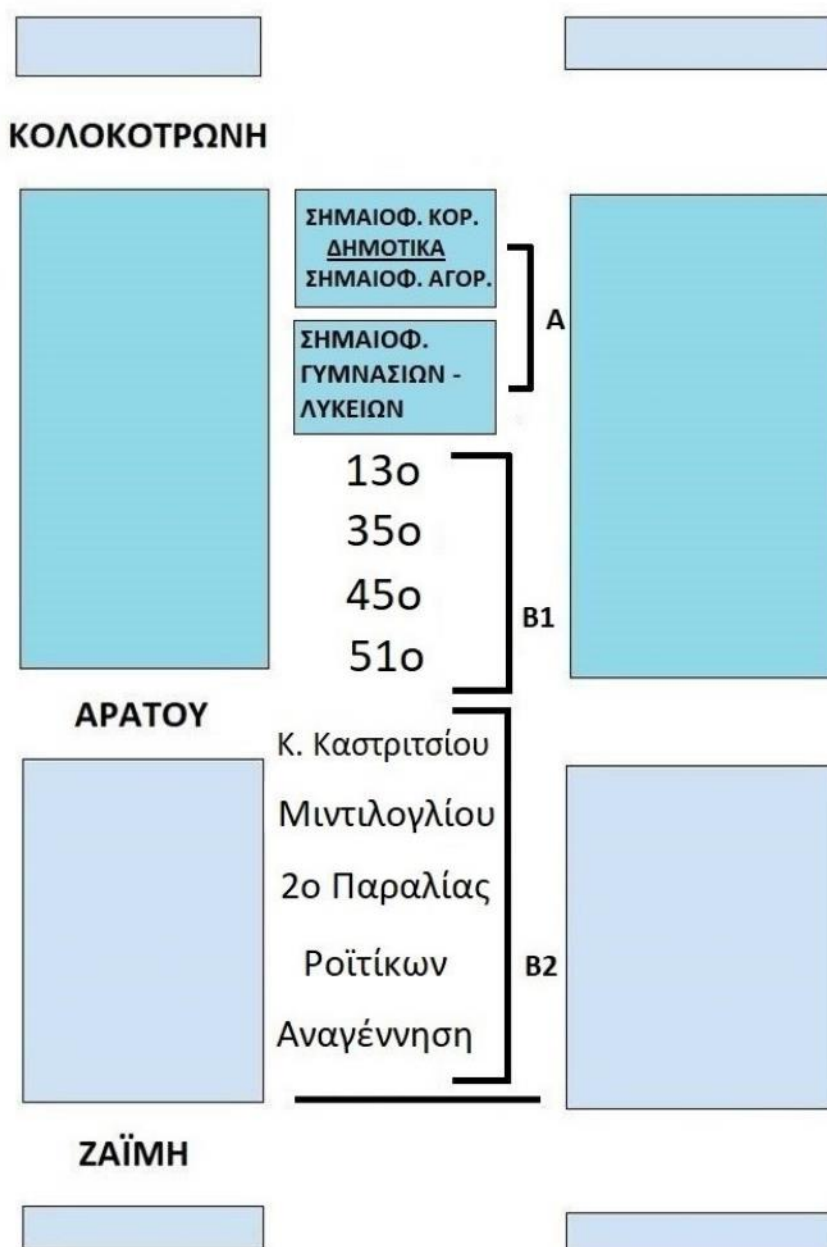 ΚΟΛΟΚΟΤΡΩΝΗ
ΣΗΜΑΙΟΦ. ΚΟΡ.
ΔΗΜΟΤΙΚΑ
ΣΗΜΑΙΟΦ. ΑΓΟΡ.
Α
ΣΗΜΑΙΟΦ.
ΓΥΜΝΑΣΙΩΝ -
ΛΥΚΕΙΩΝ
13ο
35ο
45ο
Β1
51ο
ΑΡΑΤΟΥ
Κ. Καστριτσίου
Μιντιλογλίου
2ο Παραλίας
Ροϊτίκων
Β2
Αναγέννηση
ΖΑΪΜΗ